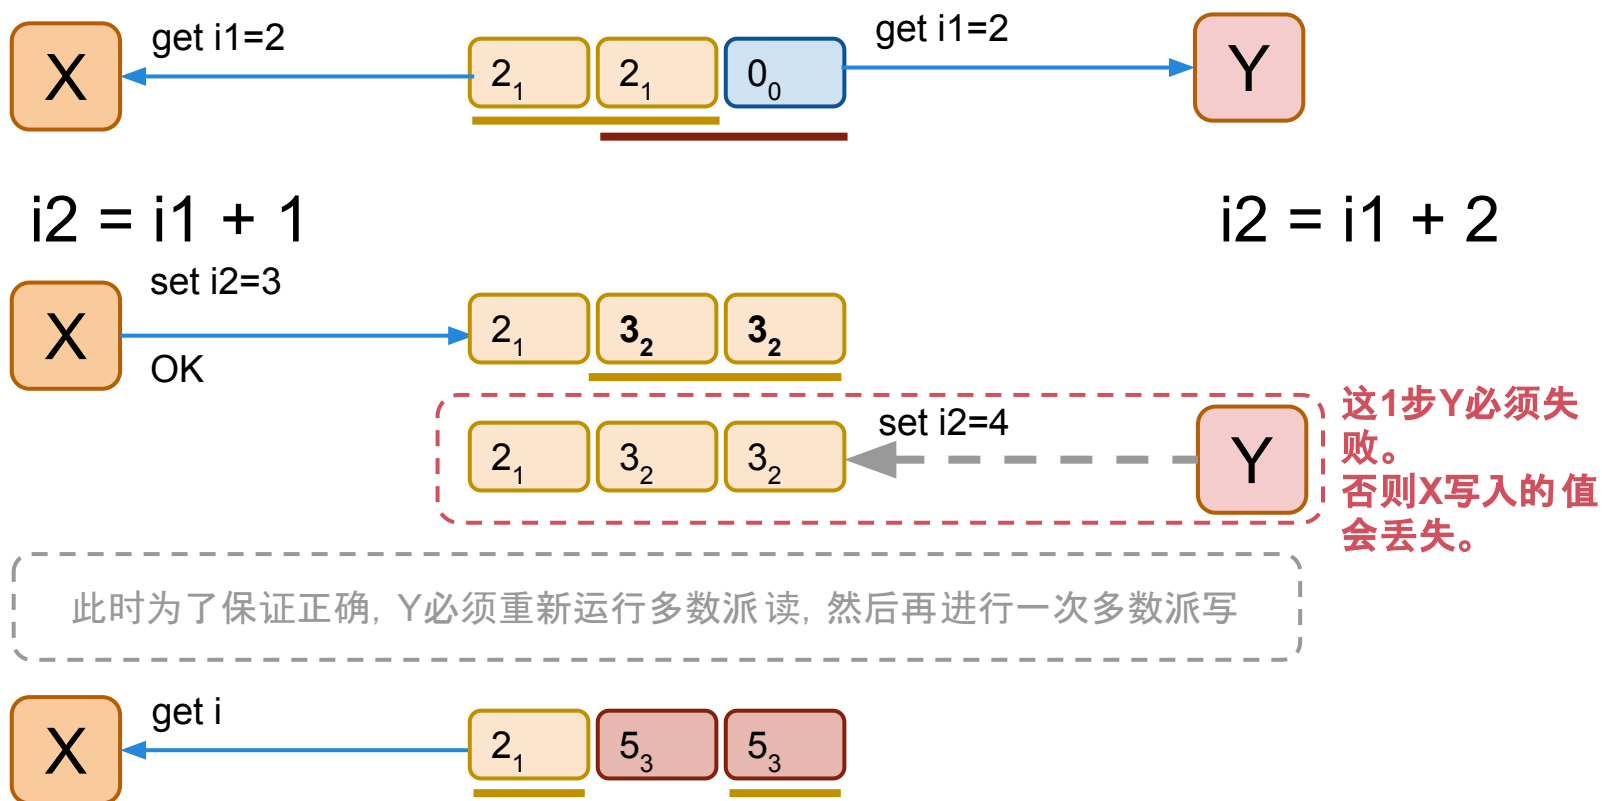 X get i1=2 2₁ 2₁ 0₀ get i1=2 Y
i2 = i1 + 1
i2 = i1 + 2
X set i2=3 2₁ 3₂ 3₂
OK
2₁ 3₂ 3₂ set i2=4 Y
这1步Y必须失
败。
否则X写入的值
会丢失。
此时为了保证正确, Y必须重新运行多数派读, 然后再进行一次多数派写
X get i 2₁ 5₃ 5₃